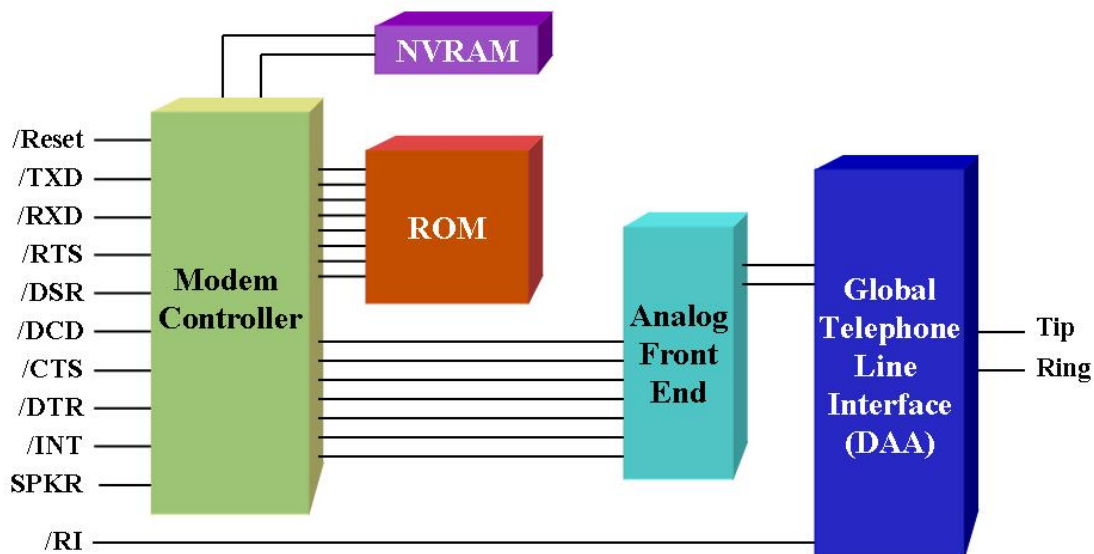 NVRAM
/Reset
/TXD
/RXD
/RTS
/DSR
/DCD
/CTS
/DTR
/INT
SPKR
/RI
Modem
Controller
ROM
Analog
Front
End
Global
Telephone
Line
Interface
(DAA)
Tip
Ring